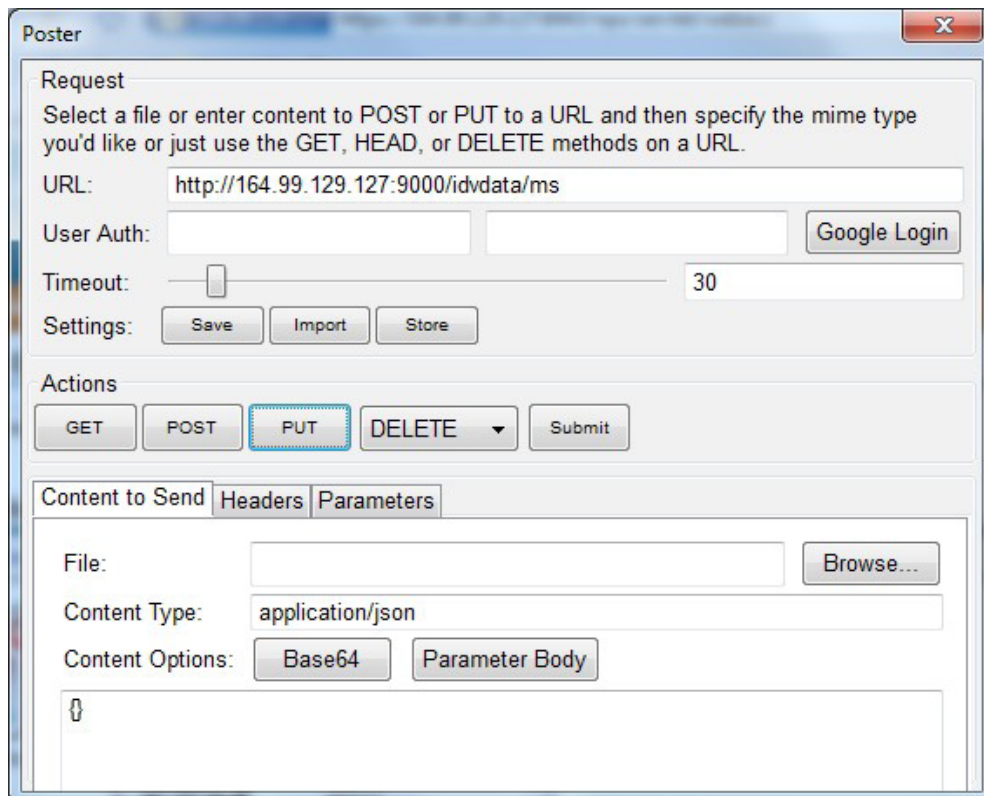 Poster
Request
Select a file or enter content to POST or PUT to a URL and then specify the mime type
you'd like or just use the GET, HEAD, or DELETE methods on a URL.
URL: http://164.99.129.127:9000/idvdata/ms
User Auth: Google Login
Timeout: 30
Settings: Save Import Store
Actions
GET POST PUT DELETE Submit
Content to Send Headers Parameters
File: Browse...
Content Type: application/json
Content Options: Base64 Parameter Body
{}